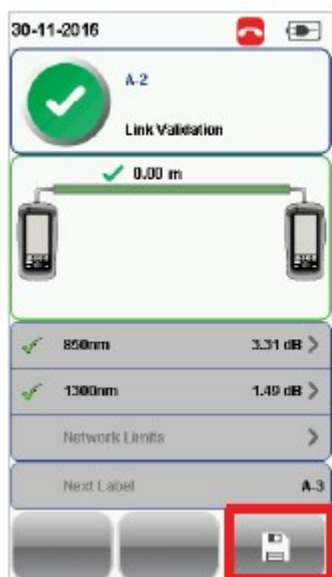 30-11-2016
A-2
Link Validation
0.00 m
850nm 3.31 dB
1300nm 1.49 dB
Network Limits
Next Label A-3